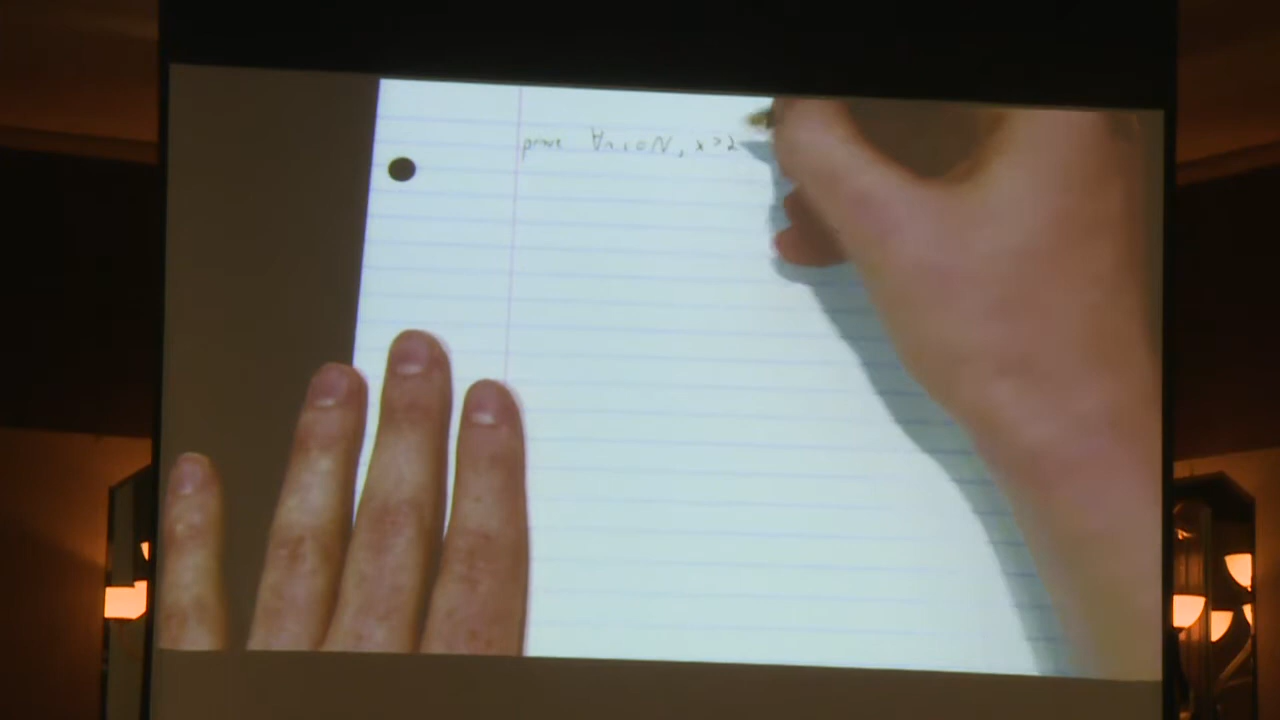 prove ∀n, c ∈ N, x > 2